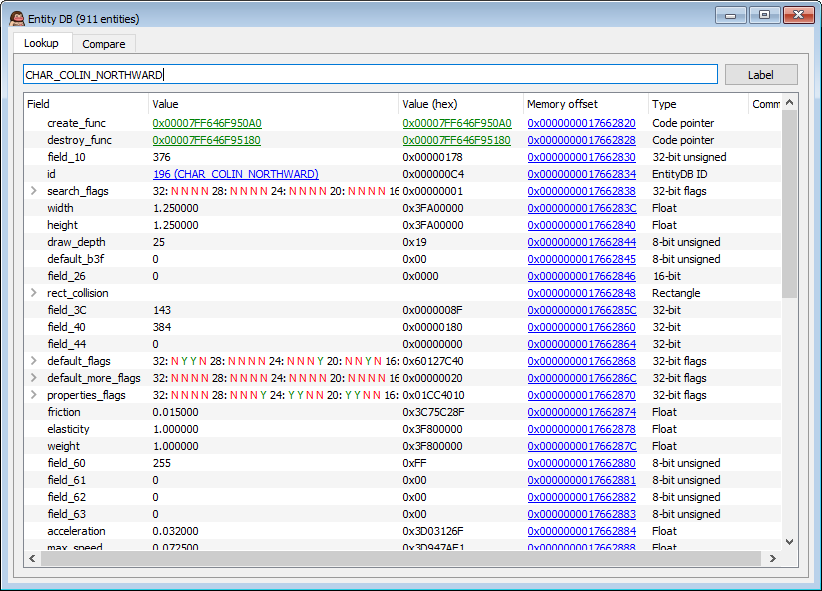 Entity DB (911 entities)
Lookup Compare
CHAR_COLIN_NORTHWARD Label
Field Value Value (hex) Memory offset Type Comm
create_func 0x00007FF646F950A0 0x00007FF646F950A0 0x0000000017662820 Code pointer
destroy_func 0x00007FF646F95180 0x00007FF646F95180 0x0000000017662828 Code pointer
field_10 376 0x00000178 0x0000000017662830 32-bit unsigned
id 196 (CHAR_COLIN_NORTHWARD) 0x000000C4 0x0000000017662834 EntityDB ID
search_flags 32: N N N N 28: N N N N 24: N N N N 20: N N N N 16 0x00000001 0x0000000017662838 32-bit flags
width 1.250000 0x3FA00000 0x000000001766283C Float
height 1.250000 0x3FA00000 0x0000000017662840 Float
draw_depth 25 0x19 0x0000000017662844 8-bit unsigned
default_b3f 0 0x00 0x0000000017662845 8-bit unsigned
field_26 0 0x0000 0x0000000017662846 16-bit
rect_collision 0x0000000017662848 Rectangle
field_3C 143 0x0000008F 0x000000001766285C 32-bit
field_40 384 0x00000180 0x0000000017662860 32-bit
field_44 0 0x00000000 0x0000000017662864 32-bit
default_flags 32: N Y Y N 28: N N N N 24: N N N Y 20: N N Y N 16: 0x60127C40 0x0000000017662868 32-bit flags
default_more_flags 32: N N N N 28: N N N N 24: N N N N 20: N N N N 16 0x00000020 0x000000001766286C 32-bit flags
properties_flags 32: N N N N 28: N N N Y 24: Y Y N N 20: Y Y N N 16: 0x01CC4010 0x0000000017662870 32-bit flags
friction 0.015000 0x3C75C28F 0x0000000017662874 Float
elasticity 1.000000 0x3F800000 0x0000000017662878 Float
weight 1.000000 0x3F800000 0x000000001766287C Float
field_60 255 0xFF 0x0000000017662880 8-bit unsigned
field_61 0 0x00 0x0000000017662881 8-bit unsigned
field_62 0 0x00 0x0000000017662882 8-bit unsigned
field_63 0 0x00 0x0000000017662883 8-bit unsigned
acceleration 0.032000 0x3D03126F 0x0000000017662884 Float
max_speed 0.072500 0x3D947AE1 0x0000000017662888 Float